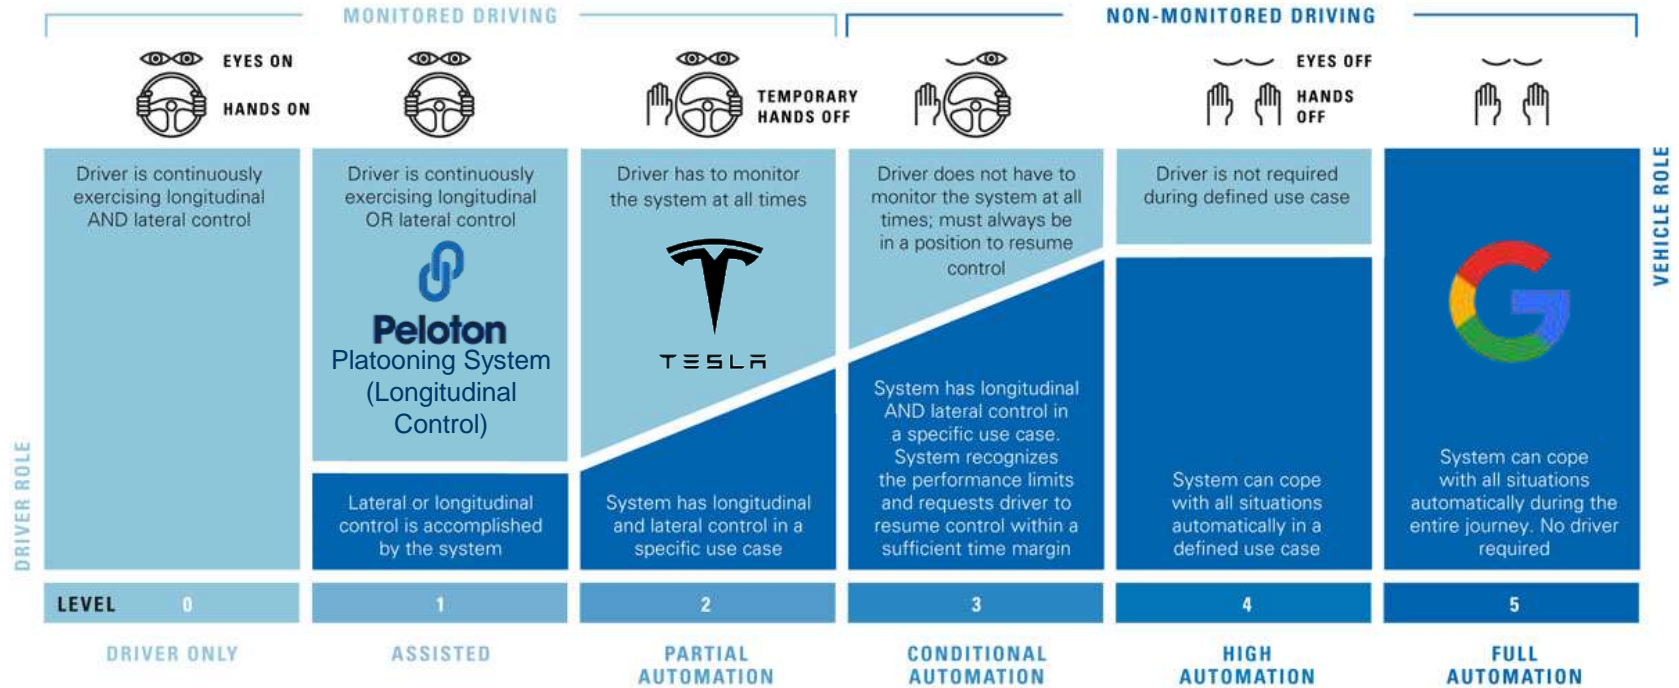 MONITORED DRIVING
NON-MONITORED DRIVING
EYES ON
HANDS ON
TEMPORARY
HANDS OFF
EYES OFF
HANDS
OFF
Driver is continuously
exercising longitudinal
AND lateral control
Driver is continuously
exercising longitudinal
OR lateral control
Peloton
Platooning System
(Longitudinal
Control)
Lateral or longitudinal
control is accomplished
by the system
Driver has to monitor
the system at all times
TESLA
System has longitudinal
and lateral control in a
specific use case
Driver does not have to
monitor the system at all
times; must always be
in a position to resume
control
System has longitudinal
AND lateral control in
a specific use case.
System recognizes
the performance limits
and requests driver to
resume control within a
sufficient time margin
Driver is not required
during defined use case
System can cope
with all situations
automatically in a
defined use case
G
System can cope
with all situations
automatically during the
entire journey. No driver
required
DRIVER ROLE
VEHICLE ROLE
LEVEL 0
1
2
3
4
5
DRIVER ONLY
ASSISTED
PARTIAL
AUTOMATION
CONDITIONAL
AUTOMATION
HIGH
AUTOMATION
FULL
AUTOMATION